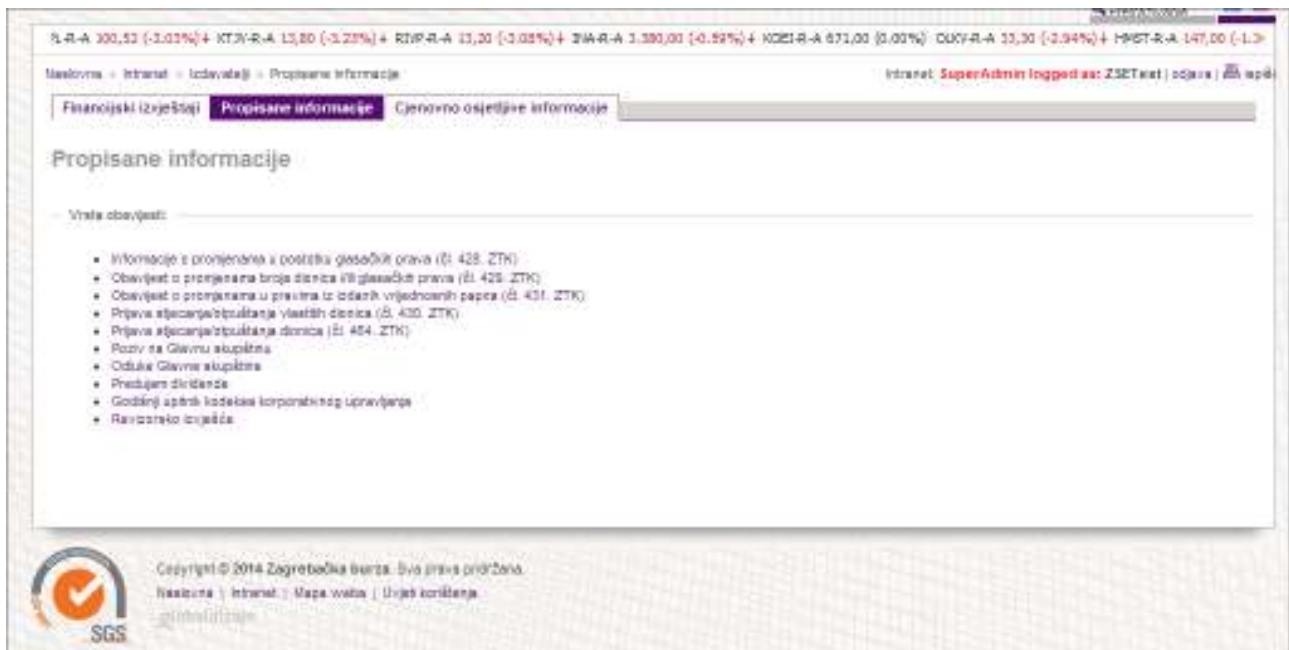 R-A 100,52 (-3.03%)↓ KTJV-R-A 13,80 (-3.23%)↓ RIVP-R-A 13,20 (-3.08%)↓ INA-R-A 3.380,00 (-0.59%)↓ KOEI-R-A 671,00 (0.00%) DLKV-R-A 33,30 (-2.94%)↓ HMST-R-A 147,00 (-1.
Naslovna » Intranet » Izdavatelji » Propisane informacije
Intranet: SuperAdmin logged as: ZSETest | odjava |
Financijski izvještaji Propisane informacije Cjenovno osjetljive informacije
Propisane informacije
Vrsta obavijesti:
• Informacije o promjenama u postotku glasačkih prava (čl. 428. ZTK)
• Obavijest o promjenama broja dionica i/ili glasačkih prava (čl. 429. ZTK)
• Obavijest o promjenama u pravima iz izdanih vrijednosnih papira (čl. 431. ZTK)
• Prijava stjecanja/otpuštanja vlastitih dionica (čl. 430. ZTK)
• Prijava stjecanja/otpuštanja dionica (čl. 464. ZTK)
• Poziv na Glavnu skupštinu
• Odluke Glavne skupštine
• Predujam dividende
• Godišnji upitnik kodeksa korporativnog upravljanja
• Revizorsko izvješće
Copyright © 2014 Zagrebačka burza. Sva prava pridržana.
Naslovna | Intranet | Mapa weba | Uvjeti korištenja
SGS